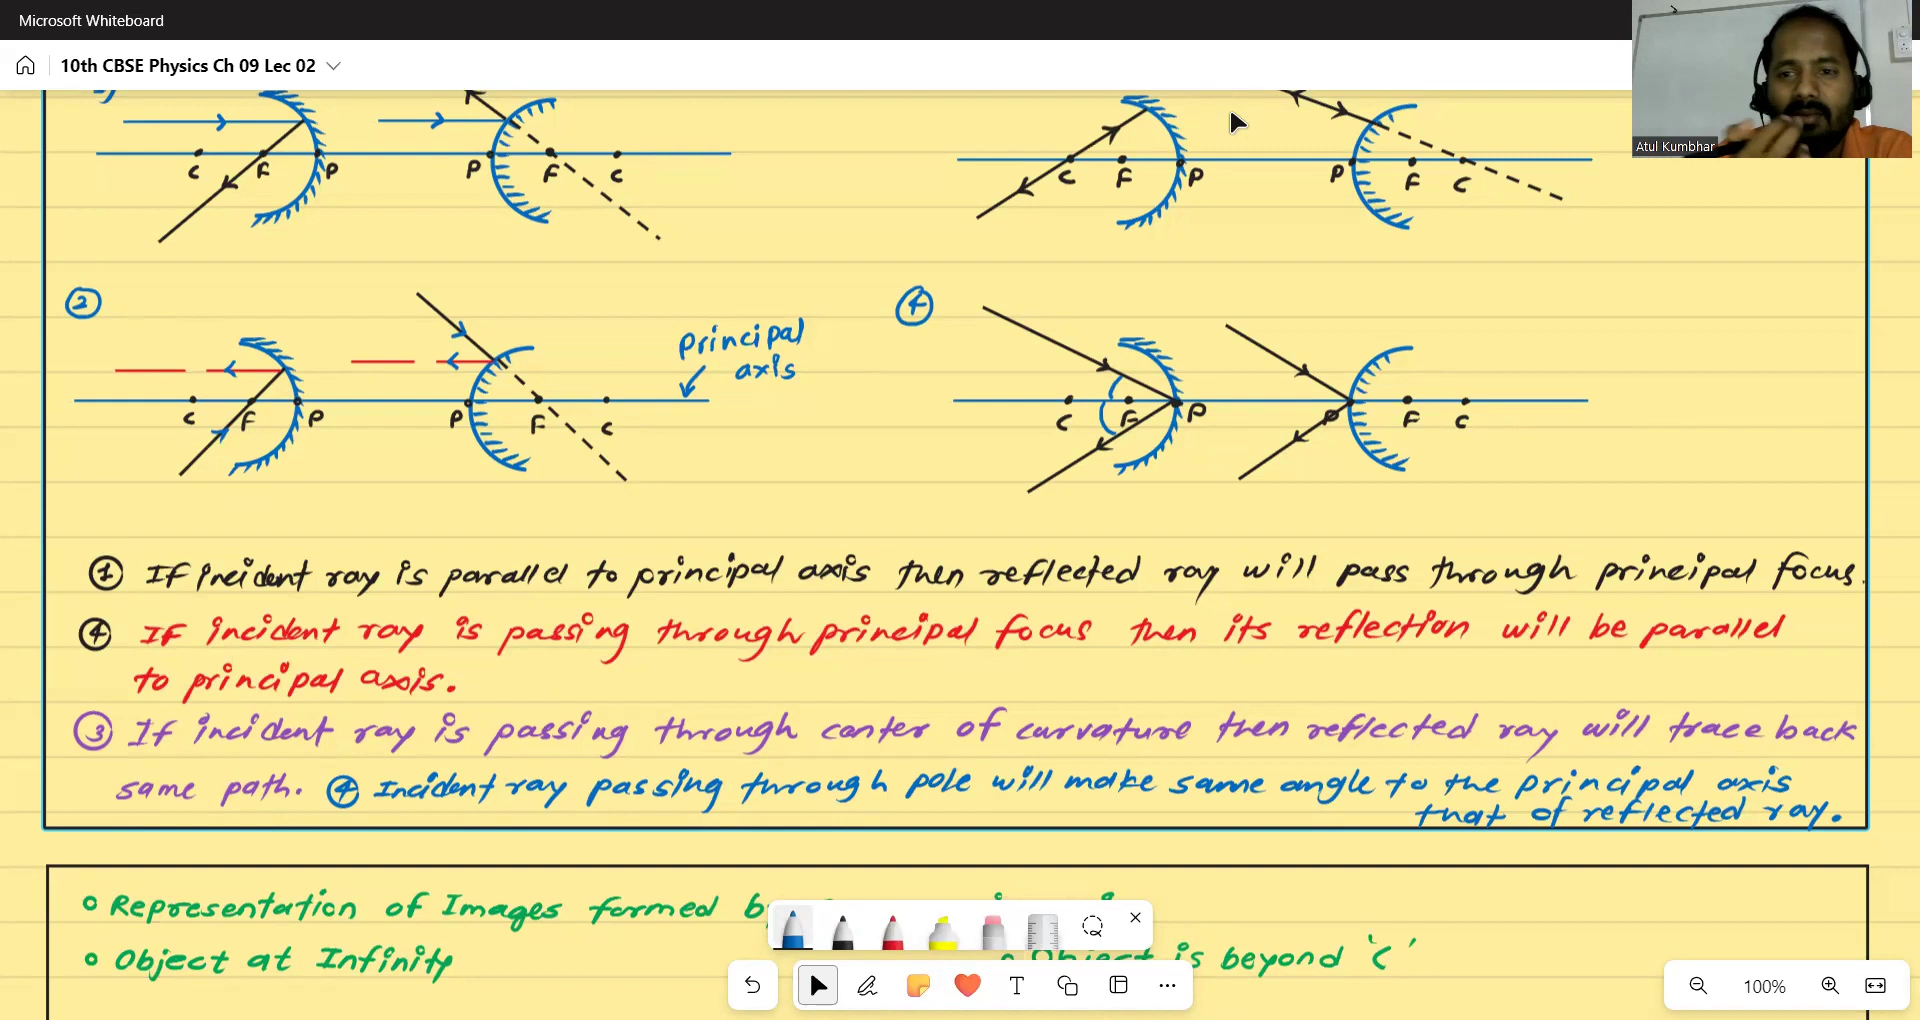 Microsoft Whiteboard
10th CBSE Physics Ch 09 Lec 02
Atul Kumbhar
C F P P F C
C F P P F C
2
principal
axis
C F P P F C
4
C F P P F C
1 If incident ray is parallel to principal axis then reflected ray will pass through principal focus.
4 If incident ray is passing through principal focus then its reflection will be parallel
to principal axis.
3 If incident ray is passing through center of curvature then reflected ray will trace back
same path. 4 Incident ray passing through pole will make same angle to the principal axis
that of reflected ray.
Representation of Images formed
Object at Infinity
Object is beyond 'C'
100%